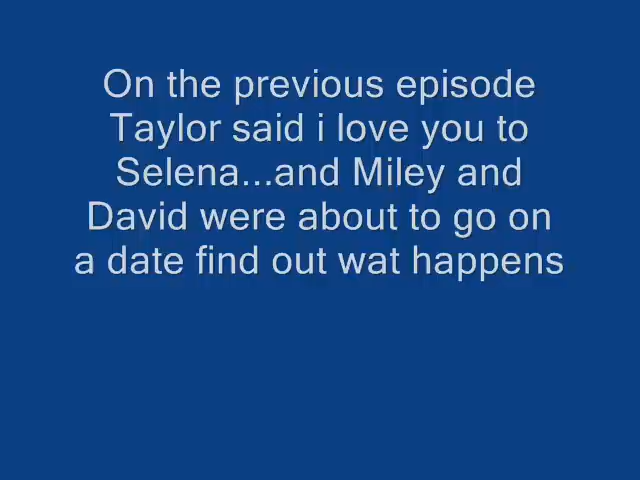 On the previous episode
Taylor said i love you to
Selena...and Miley and
David were about to go on
a date find out wat happens